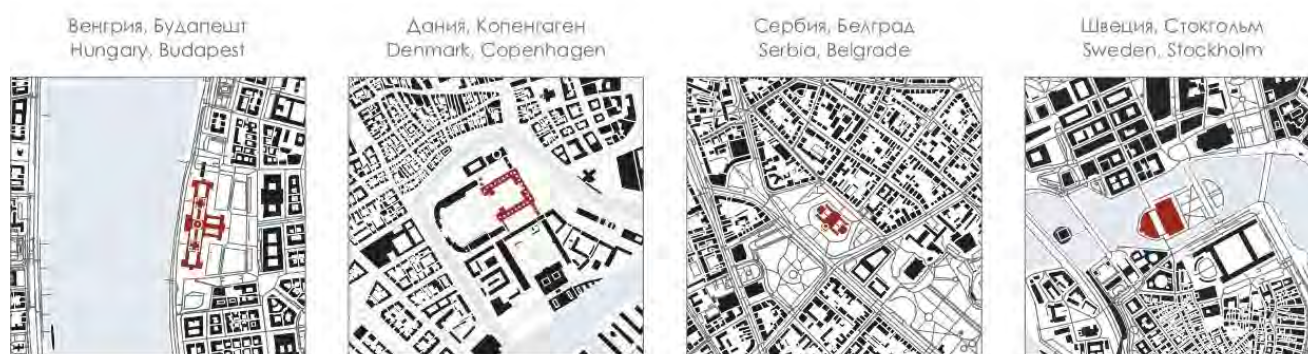 Венгрия, Будапешт
Hungary, Budapest
Дания, Копенгаген
Denmark, Copenhagen
Сербия, Белград
Serbia, Belgrade
Швеция, Стокгольм
Sweden, Stockholm